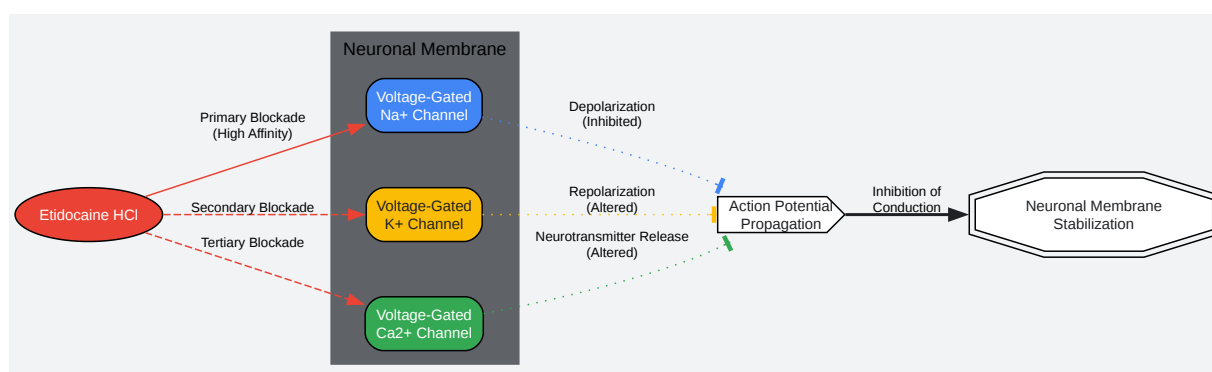 Neuronal Membrane
Voltage-Gated
Na+ Channel
Primary Blockade
(High Affinity)
Depolarization
(Inhibited)
Etidocaine HCl
Secondary Blockade
Voltage-Gated
K+ Channel
Repolarization
(Altered)
Action Potential
Propagation
Inhibition of
Conduction
Neuronal Membrane
Stabilization
Tertiary Blockade
Neurotransmitter Release
(Altered)
Voltage-Gated
Ca2+ Channel